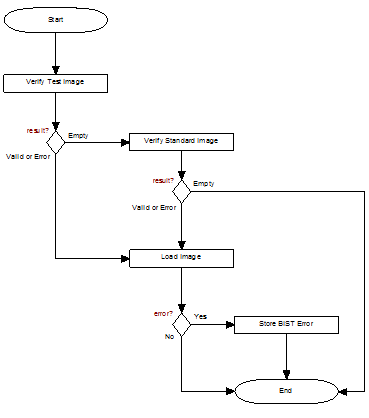 Start
Verify Test Image
result?
Empty
Valid or Error
Verify Standard Image
result?
Empty
Valid or Error
Load Image
error?
Yes
No
Store BIST Error
End